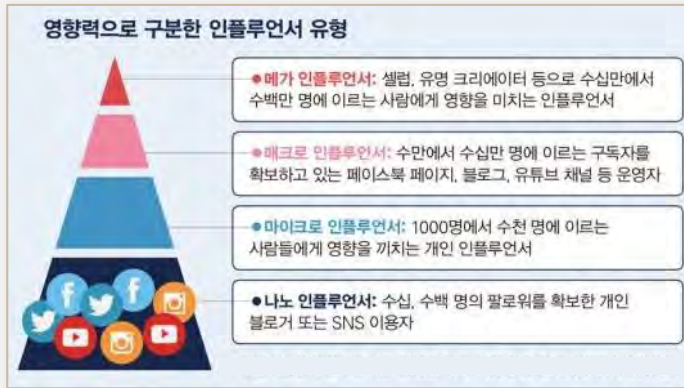 영향력으로 구분한 인플루언서 유형
●메가 인플루언서: 셀럽, 유명 크리에이터 등으로 수십만에서
수백만 명에 이르는 사람에게 영향을 미치는 인플루언서
●매크로 인플루언서: 수만에서 수십만 명에 이르는 구독자를
확보하고 있는 페이스북 페이지, 블로그, 유튜브 채널 등 운영자
●마이크로 인플루언서: 1000명에서 수천 명에 이르는
사람들에게 영향을 끼치는 개인 인플루언서
●나노 인플루언서: 수십, 수백 명의 팔로워를 확보한 개인
블로거 또는 SNS 이용자